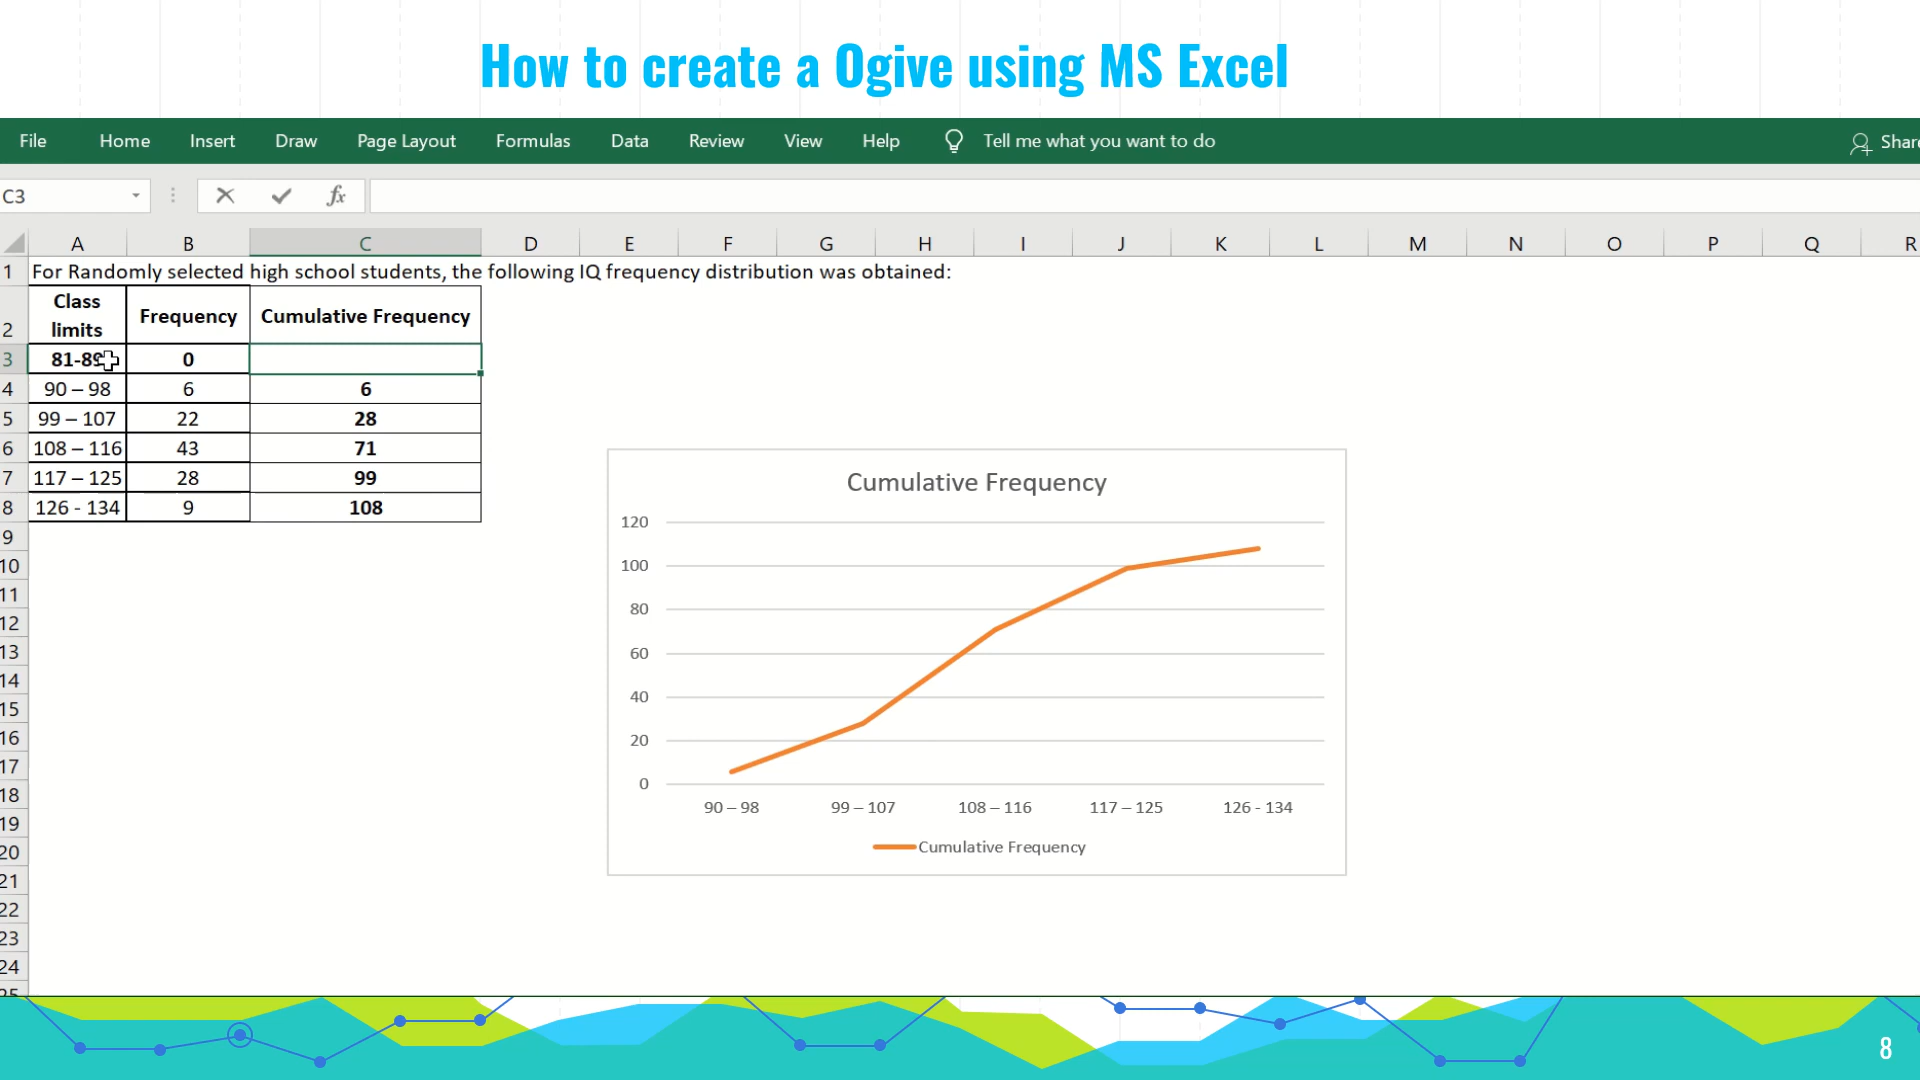 How to create a Ogive using MS Excel
File Home Insert Draw Page Layout Formulas Data Review View Help Tell me what you want to do Share
C3 fx
A B C D E F G H I J K L M N O P Q R
1 For Randomly selected high school students, the following IQ frequency distribution was obtained:
2 Class limits Frequency Cumulative Frequency
3 81-89 0
4 90 – 98 6 6
5 99 – 107 22 28
6 108 – 116 43 71
7 117 – 125 28 99
8 126 - 134 9 108
9
10
11
12
13
14
15
16
17
18
19
20
21
22
23
24
25
Cumulative Frequency
120
100
80
60
40
20
0
90 – 98 99 – 107 108 – 116 117 – 125 126 - 134
Cumulative Frequency
8